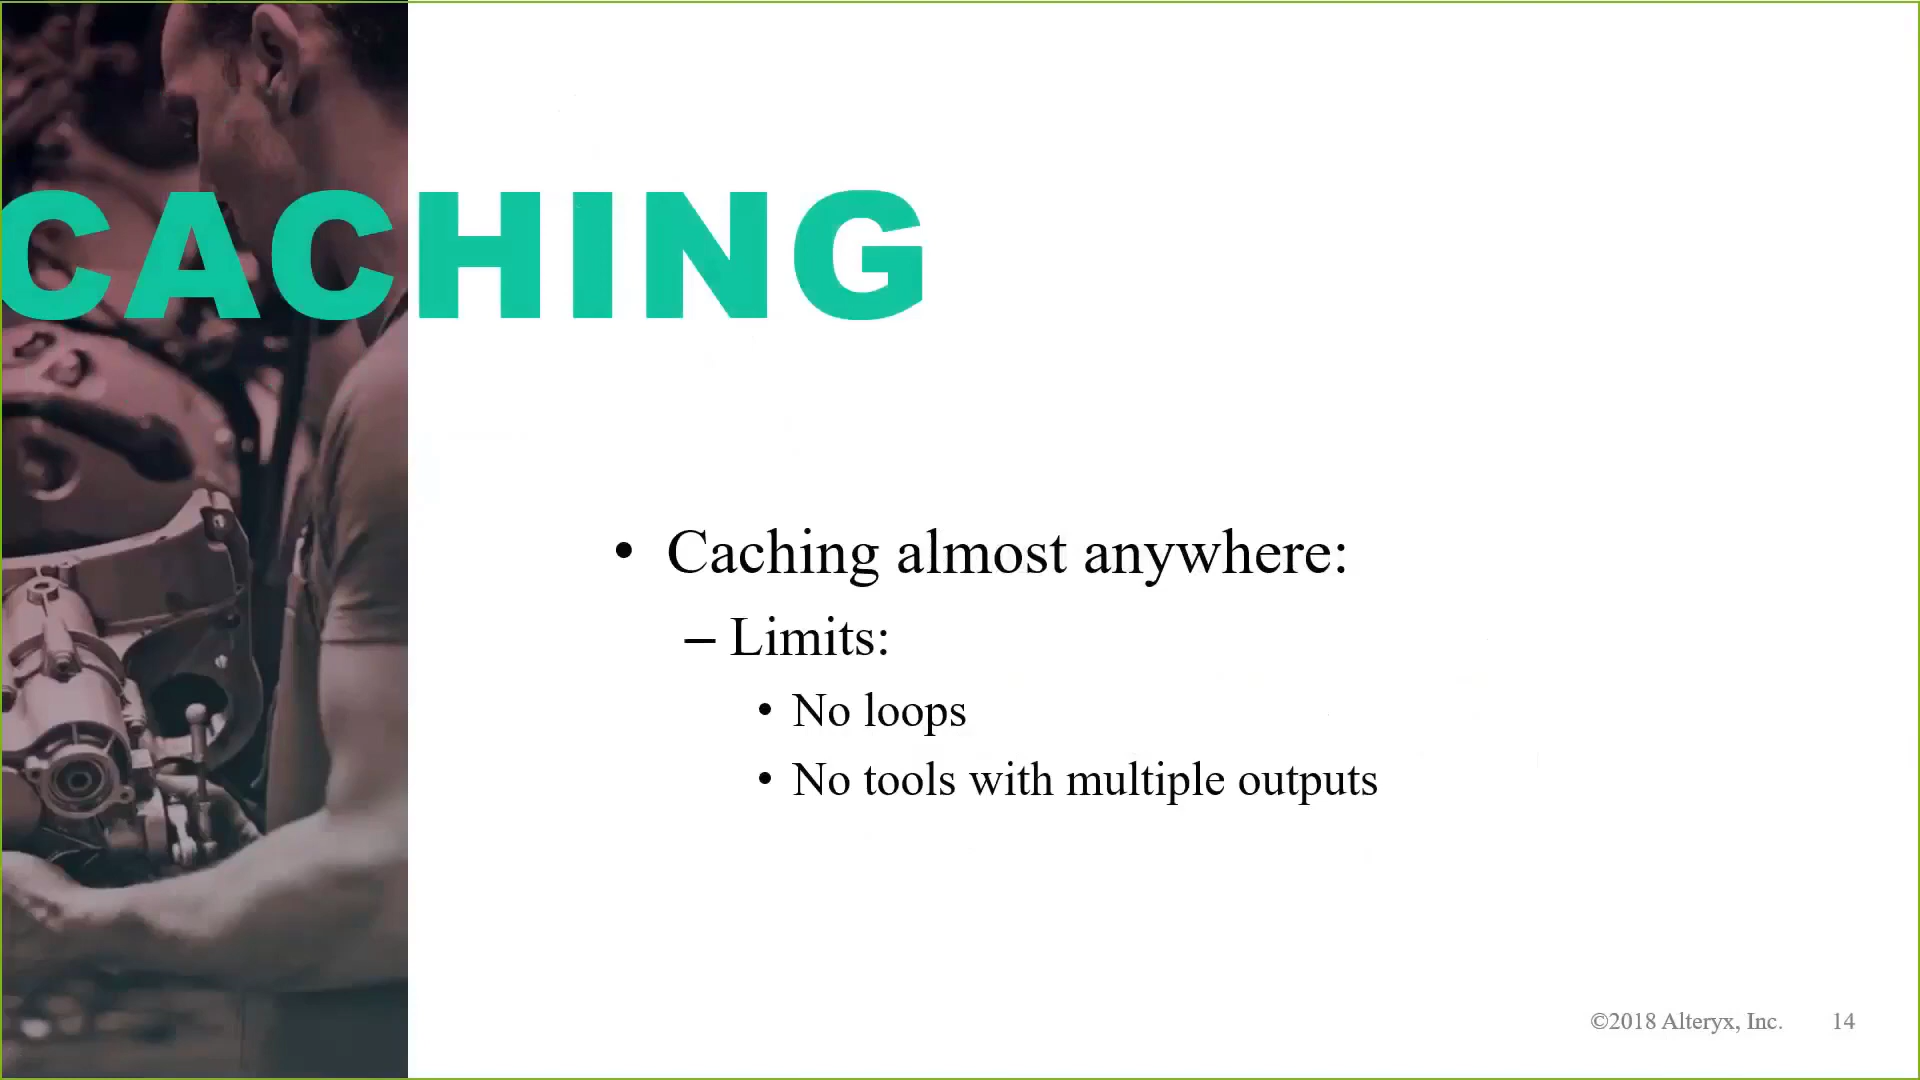 CACHING
• Caching almost anywhere:
– Limits:
• No loops
• No tools with multiple outputs
©2018 Alteryx, Inc. 14